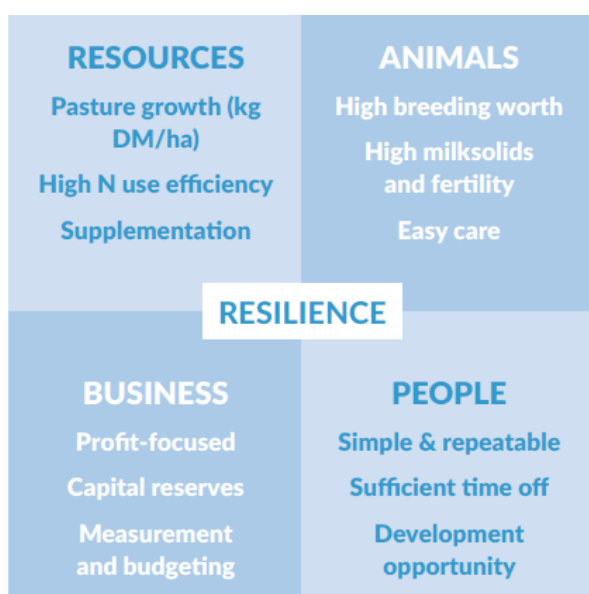 RESOURCES
Pasture growth (kg
DM/ha)
High N use efficiency
Supplementation
ANIMALS
High breeding worth
High milksolids
and fertility
Easy care
RESILIENCE
BUSINESS
Profit-focused
Capital reserves
Measurement
and budgeting
PEOPLE
Simple & repeatable
Sufficient time off
Development
opportunity